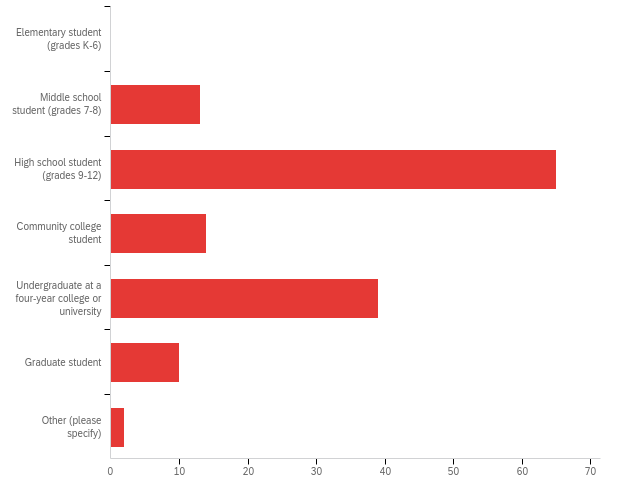 Elementary student
(grades K-6)
Middle school
student (grades 7-8)
High school student
(grades 9-12)
Community college
student
Undergraduate at a
four-year college or
university
Graduate student
Other (please
specify)
0 10 20 30 40 50 60 70